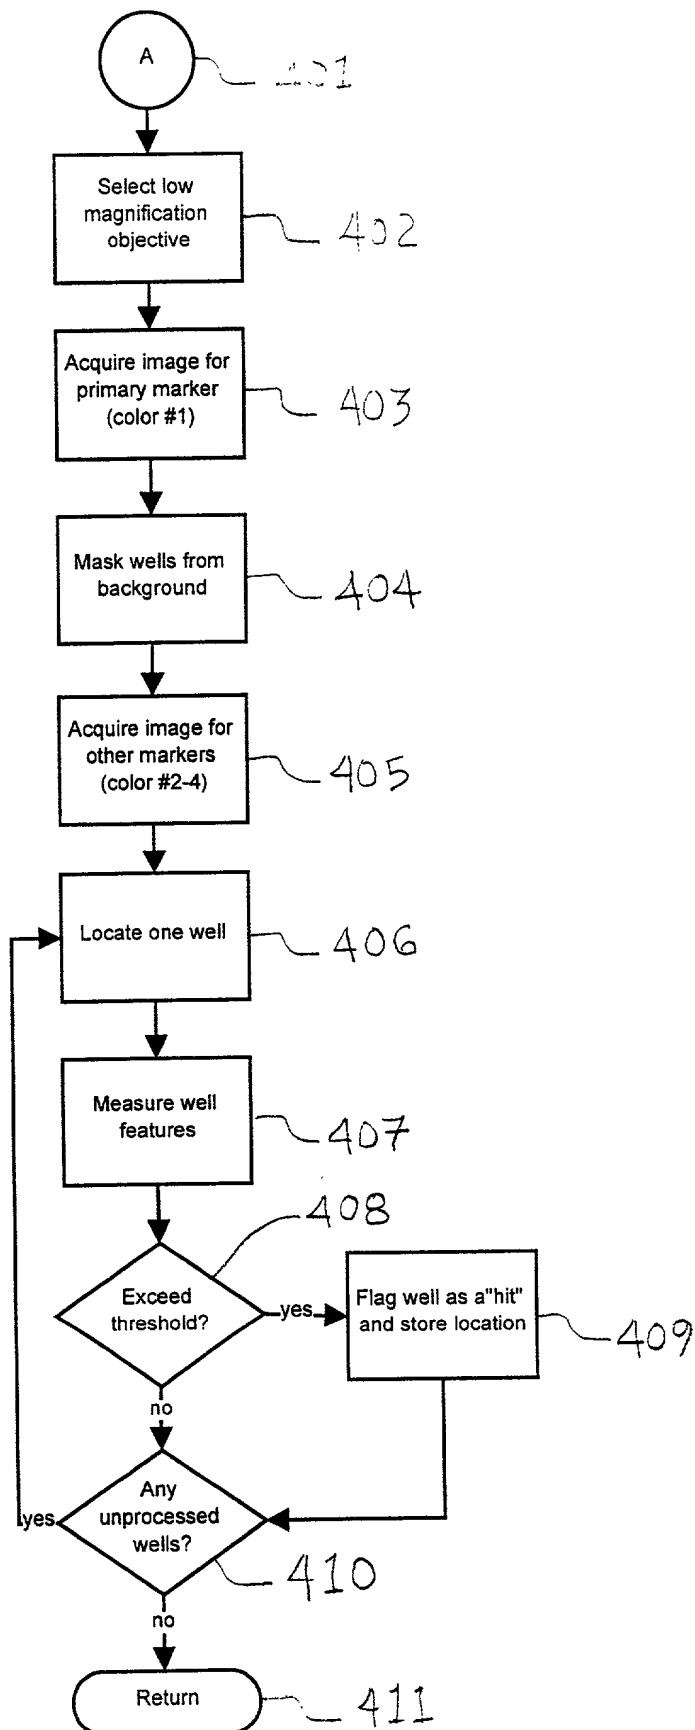 A
401
Select low
magnification
objective
402
Acquire image for
primary marker
(color #1)
403
Mask wells from
background
404
Acquire image for
other markers
(color #2-4)
405
Locate one well
406
Measure well
features
407
408
Exceed
threshold?
yes
Flag well as a"hit"
and store location
409
no
Any
unprocessed
wells?
yes
410
no
Return
411